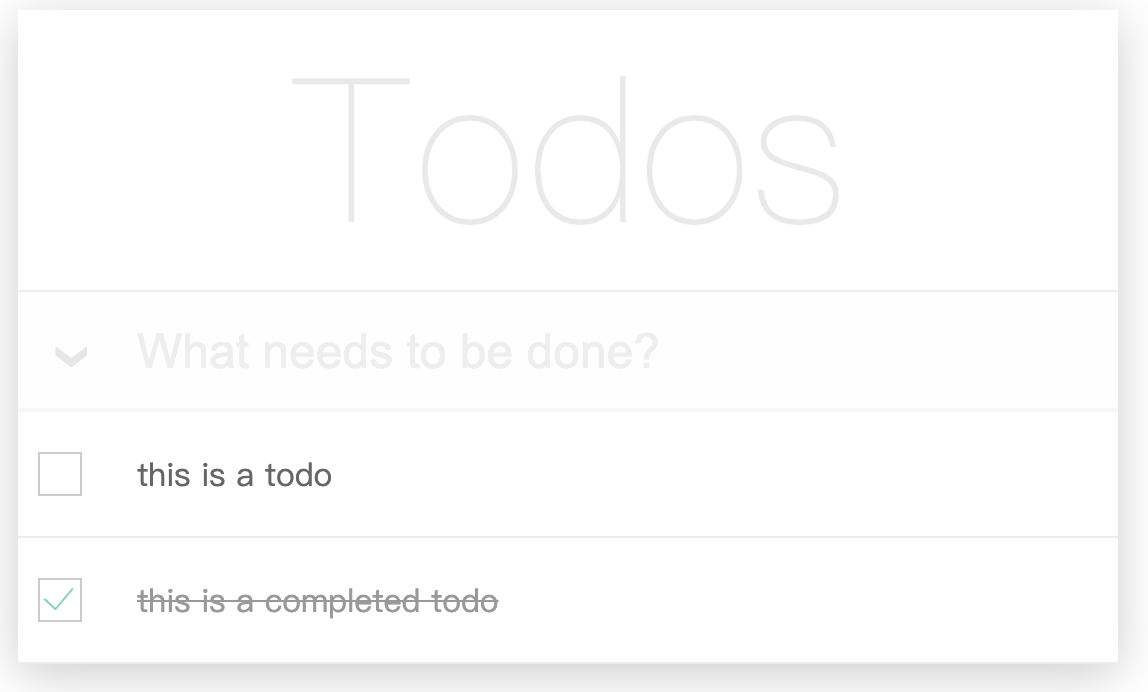 Todos
What needs to be done?
this is a todo
this is a completed todo